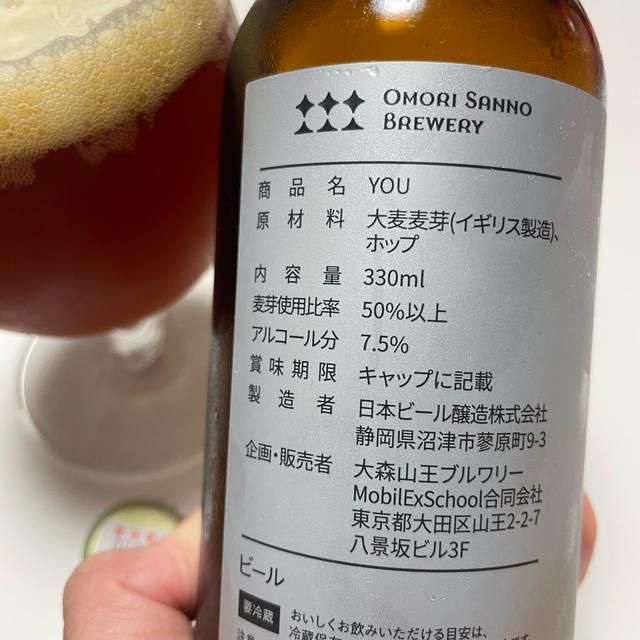 OMORI SANNO
BREWERY
商品名 YOU
原材料 大麦麦芽(イギリス製造)、
ホップ
内容量 330ml
麦芽使用比率 50%以上
アルコール分 7.5%
賞味期限 キャップに記載
製造者 日本ビール醸造株式会社
静岡県沼津市蓼原町9-3
企画・販売者 大森山王ブルワリー
MobilExSchool合同会社
東京都大田区山王2-2-7
八景坂ビル3F
ビール
要冷蔵 おいしくお飲みいただける目安は、